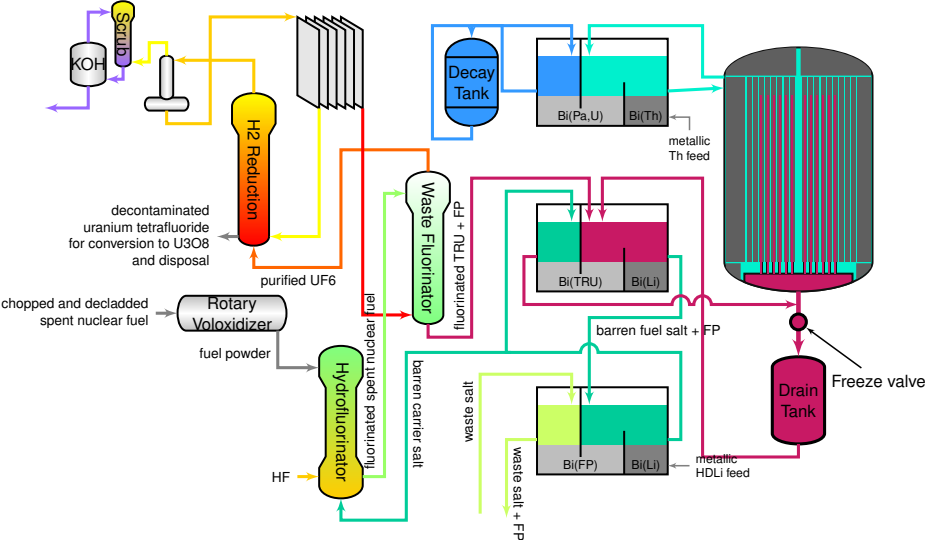 Scrub
KOH
H2 Reduction
Decay
Tank
Bi(Pa,U)
Bi(Th)
metallic
Th feed
decontaminated
uranium tetrafluoride
for conversion to U3O8
and disposal
purified UF6
Waste Fluorinator
fluorinated TRU + FP
Bi(TRU)
Bi(Li)
chopped and decladded
spent nuclear fuel
Rotary
Voloxidizer
fuel powder
fluorinated spent nuclear fuel
barren carrier salt
barren fuel salt + FP
Freeze valve
Hydrofluorinator
HF
waste salt
waste salt + FP
Bi(FP)
Bi(Li)
metallic
HDLi feed
Drain
Tank